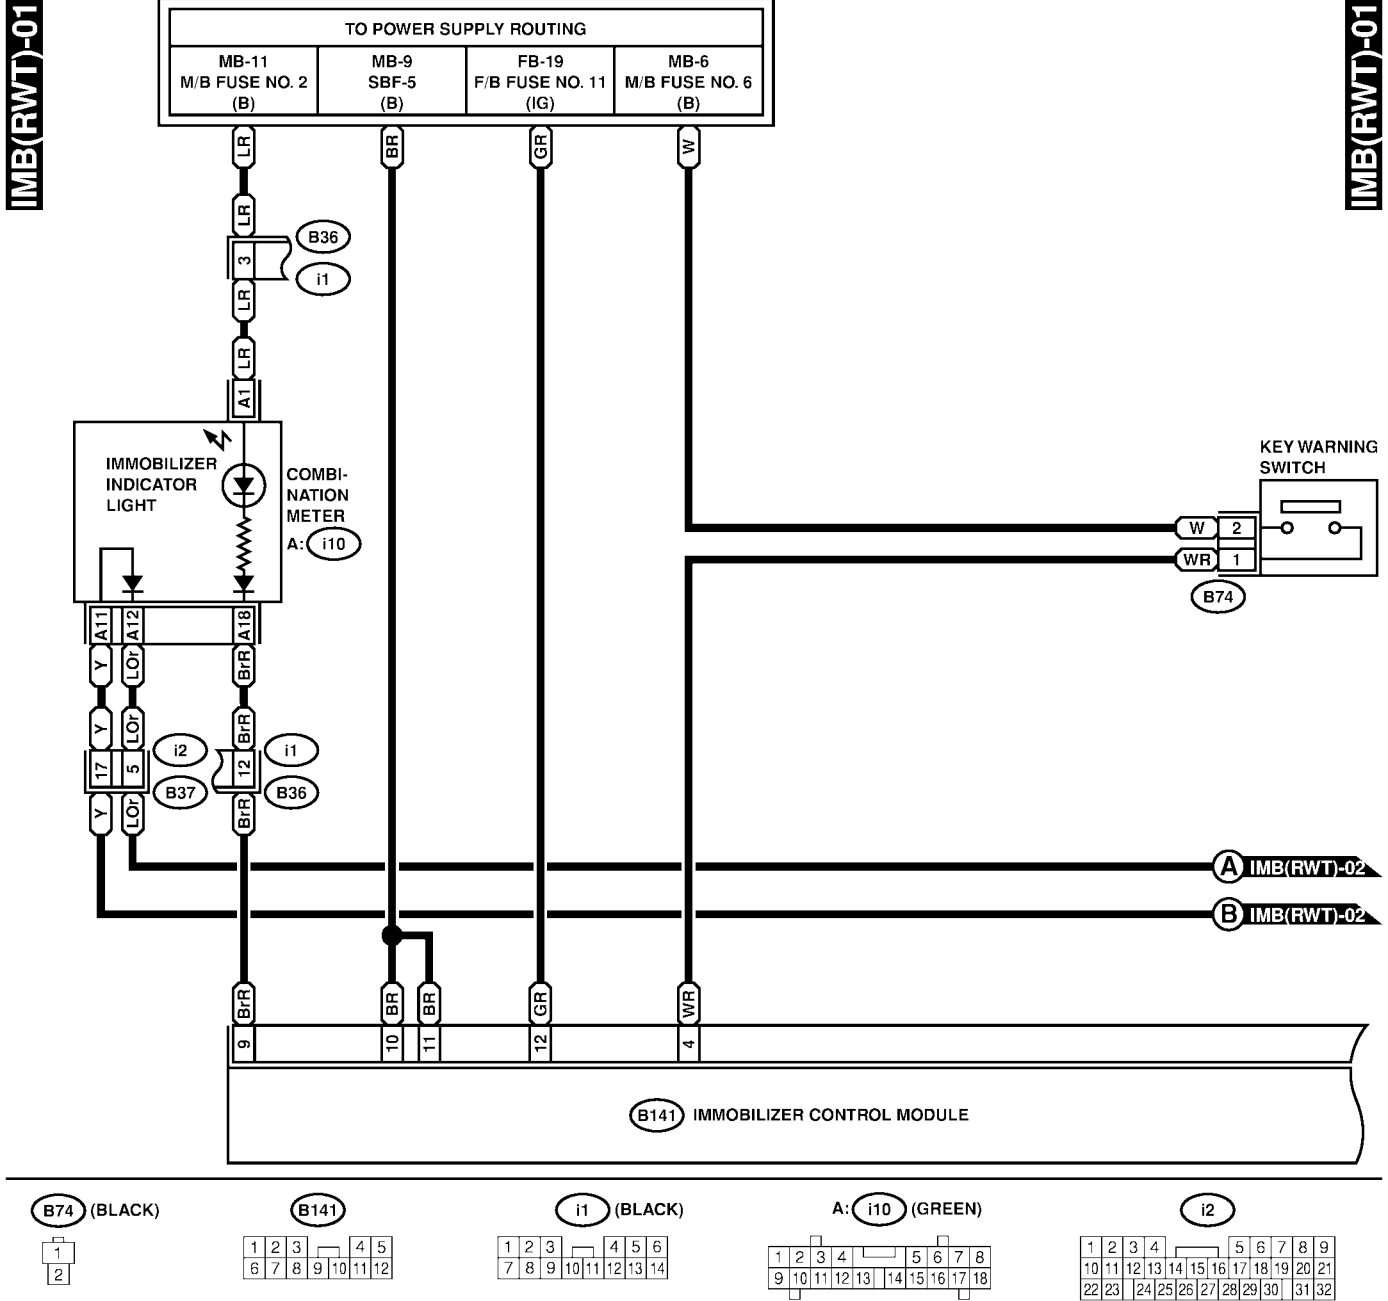 IMB(RWT)-01
IMB(RWT)-01
TO POWER SUPPLY ROUTING
MB-11
M/B FUSE NO. 2
(B)
MB-9
SBF-5
(B)
FB-19
F/B FUSE NO. 11
(IG)
MB-6
M/B FUSE NO. 6
(B)
LR
BR
GR
W
LR
B36
3
i1
LR
LR
A1
IMMOBILIZER
INDICATOR
LIGHT
COMBI-
NATION
METER
A: i10
KEY WARNING
SWITCH
W 2
WR 1
B74
A11 A12 A18
Y LOr BrR
Y LOr BrR
i2 i1
17 5 12
B37 B36
Y LOr BrR
A IMB(RWT)-02
B IMB(RWT)-02
BrR BR BR GR WR
9 10 11 12 4
B141 IMMOBILIZER CONTROL MODULE
B74 (BLACK)
1
2
B141
1 2 3 4 5
6 7 8 9 10 11 12
i1 (BLACK)
1 2 3 4 5 6
7 8 9 10 11 12 13 14
A: i10 (GREEN)
1 2 3 4 5 6 7 8
9 10 11 12 13 14 15 16 17 18
i2
1 2 3 4 5 6 7 8 9
10 11 12 13 14 15 16 17 18 19 20 21
22 23 24 25 26 27 28 29 30 31 32